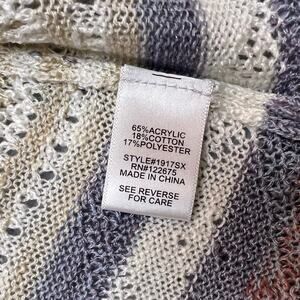 65%ACRYLIC
18%COTTON
17%POLYESTER
STYLE#1917SX
RN#122675
MADE IN CHINA
SEE REVERSE
FOR CARE